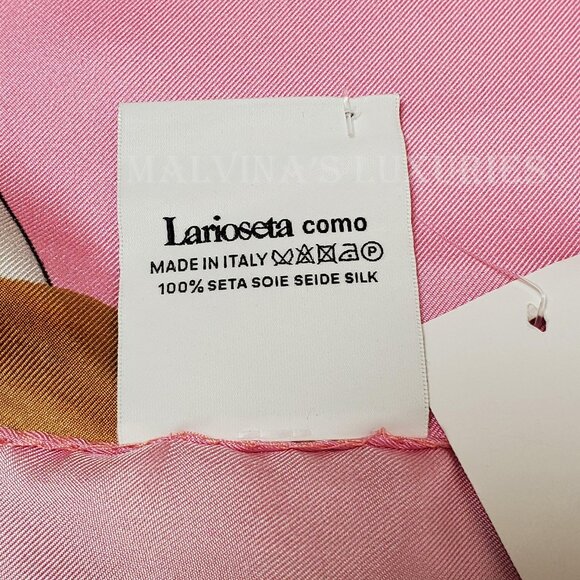 MALVINA'S LUXURIES
Larioseta como
MADE IN ITALY P
100% SETA SOIE SEIDE SILK